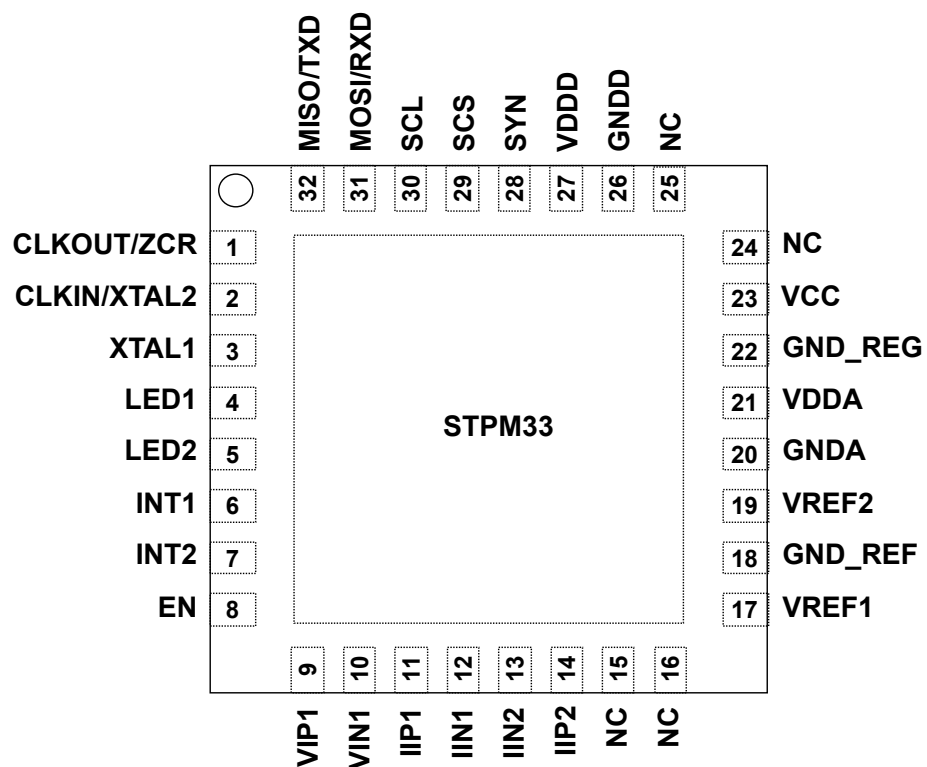 MISO/TXD
MOSI/RXD
SCL
SCS
SYN
VDDD
GNDD
NC
32
31
30
29
28
27
26
25
CLKOUT/ZCR 1
CLKIN/XTAL2 2
XTAL1 3
LED1 4
LED2 5
INT1 6
INT2 7
EN 8
STPM33
24 NC
23 VCC
22 GND_REG
21 VDDA
20 GNDA
19 VREF2
18 GND_REF
17 VREF1
9
10
11
12
13
14
15
16
VIP1
VIN1
IIP1
IIN1
IIN2
IIP2
NC
NC